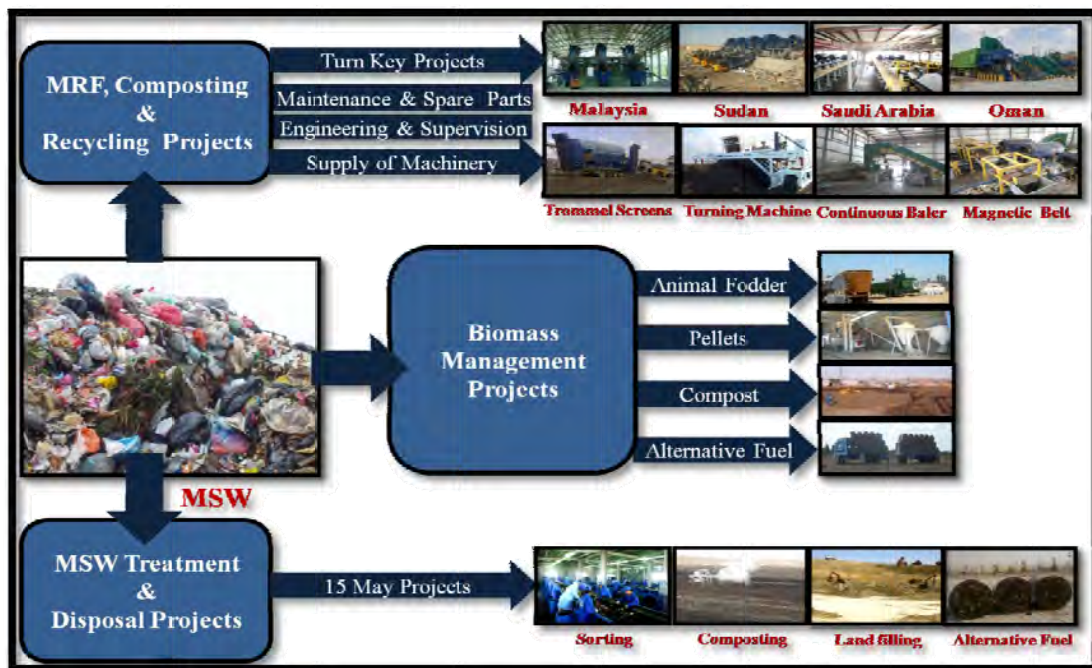 MRF, Composting
&
Recycling Projects
Turn Key Projects
Maintenance & Spare Parts
Engineering & Supervision
Supply of Machinery
Malaysia
Sudan
Saudi Arabia
Oman
Trommel Screens
Turning Machine
Continuous Baler
Magnetic Belt
Biomass
Management
Projects
Animal Fodder
Pellets
Compost
Alternative Fuel
MSW
MSW Treatment
&
Disposal Projects
15 May Projects
Sorting
Composting
Land filling
Alternative Fuel